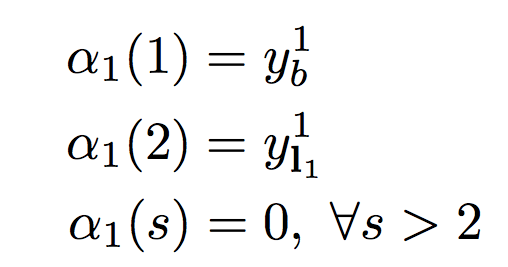 α₁(1) = y_b^1
α₁(2) = y_{𝐥₁}^1
α₁(s) = 0, ∀s > 2